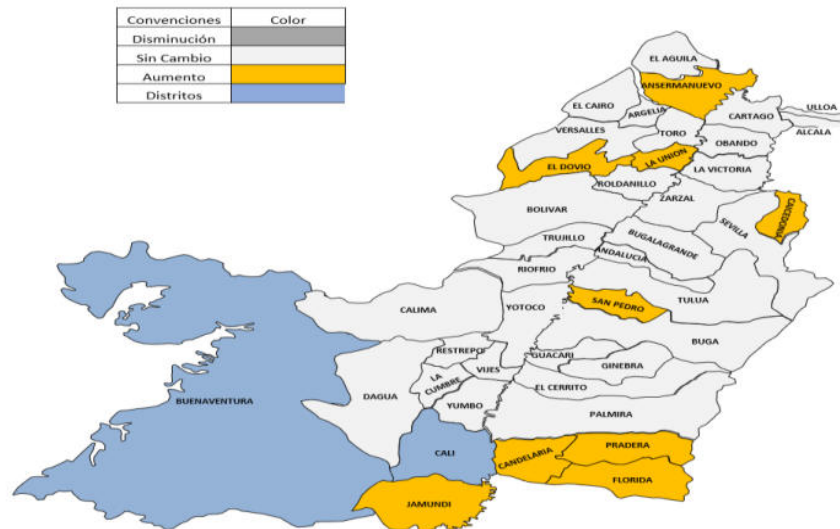 Convenciones Color
Disminución
Sin Cambio
Aumento
Distritos
EL AGUILA
ANSERMANUEVO
EL CAIRO
ARGELIA
CARTAGO
ULLOA
ALCALA
VERSALLES
TORO
OBANDO
EL DOVIO
LA UNION
LA VICTORIA
ROLDANILLO
ZARZAL
CAICEDONIA
BOLIVAR
SEVILLA
TRUJILLO
BUGALAGRANDE
ANDALUCIA
RIOFRIO
CALIMA
YOTOCO
SAN PEDRO
TULUA
BUGA
RESTREPO
GUACARI
GINEBRA
VIJES
LA
CUMBRE
DAGUA
EL CERRITO
BUENAVENTURA
YUMBO
PALMIRA
CALI
CANDELARIA
PRADERA
FLORIDA
JAMUNDI